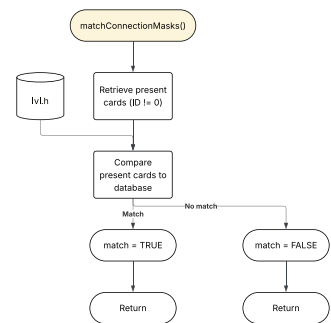 matchConnectionMasks()
Retrieve present
cards (ID != 0)
lvl.h
Compare
present cards to
database
No match
Match
match = TRUE
match = FALSE
Return
Return